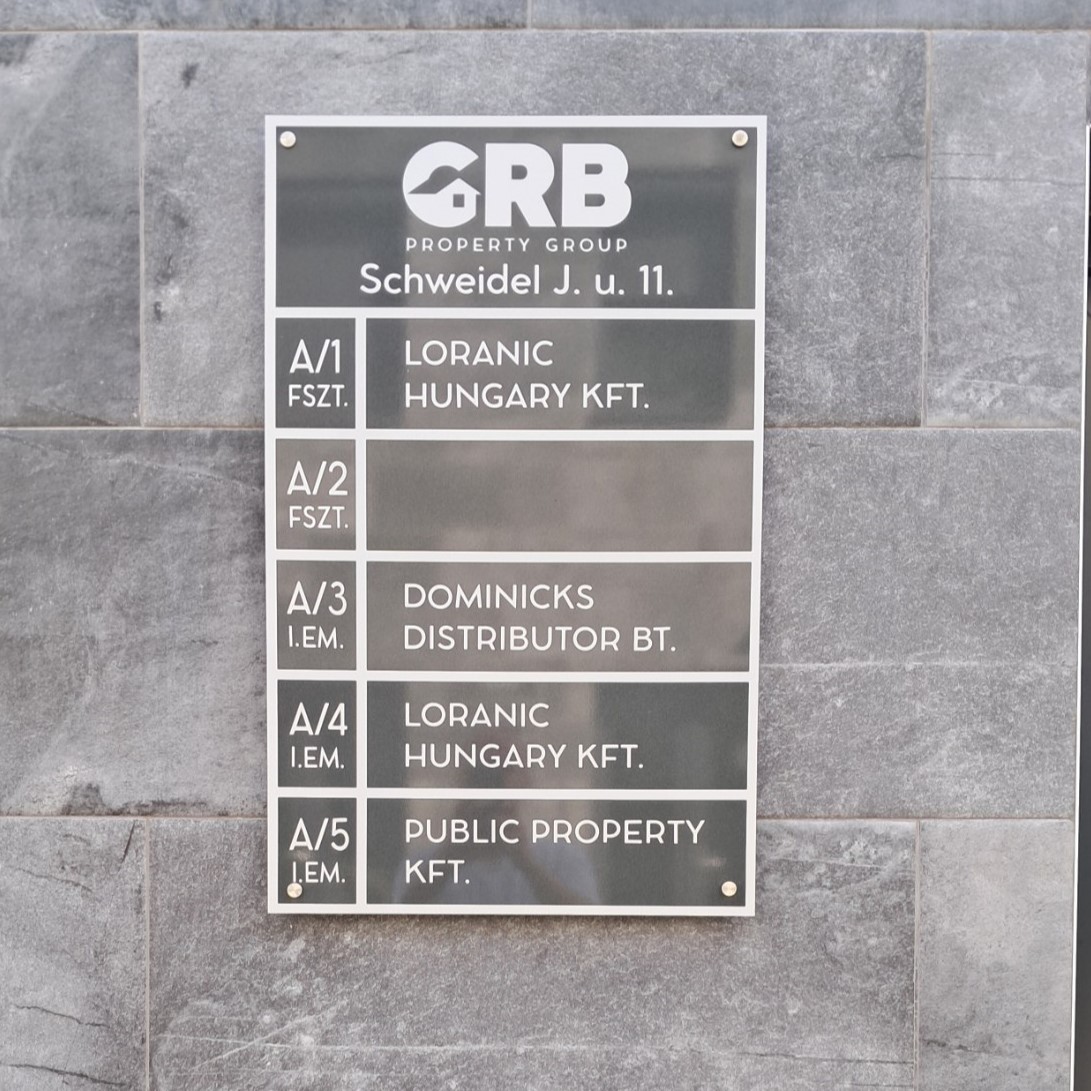 GRB
PROPERTY GROUP
Schweidel J. u. 11.
A/1
FSZT.
LORANIC
HUNGARY KFT.
A/2
FSZT.
A/3
I.EM.
DOMINICKS
DISTRIBUTOR BT.
A/4
I.EM.
LORANIC
HUNGARY KFT.
A/5
I.EM.
PUBLIC PROPERTY
KFT.